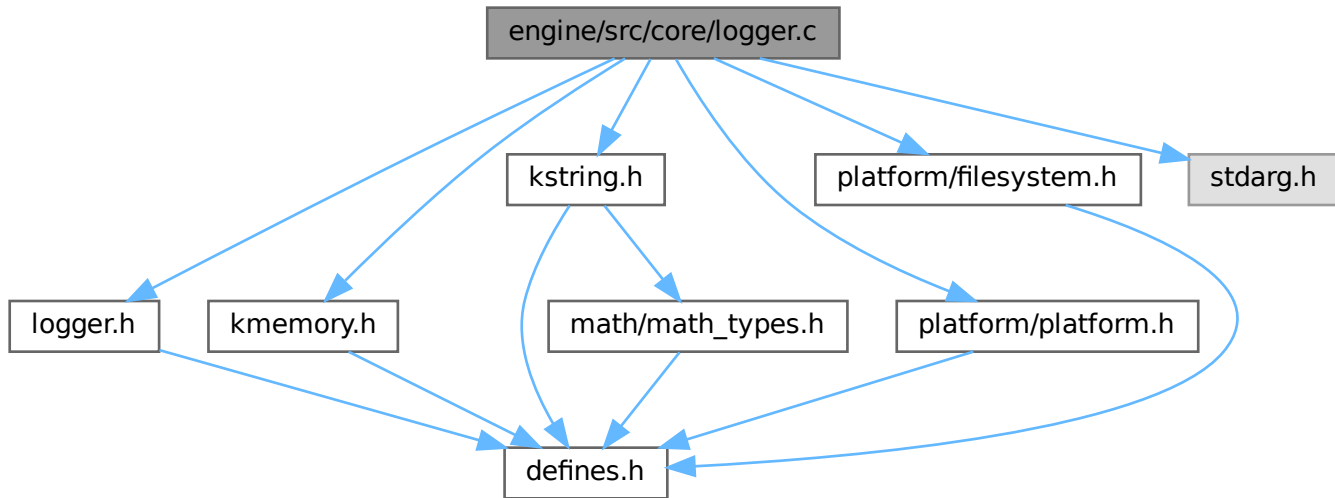 engine/src/core/logger.c
kstring.h
platform/filesystem.h
stdarg.h
logger.h
kmemory.h
math/math_types.h
platform/platform.h
defines.h